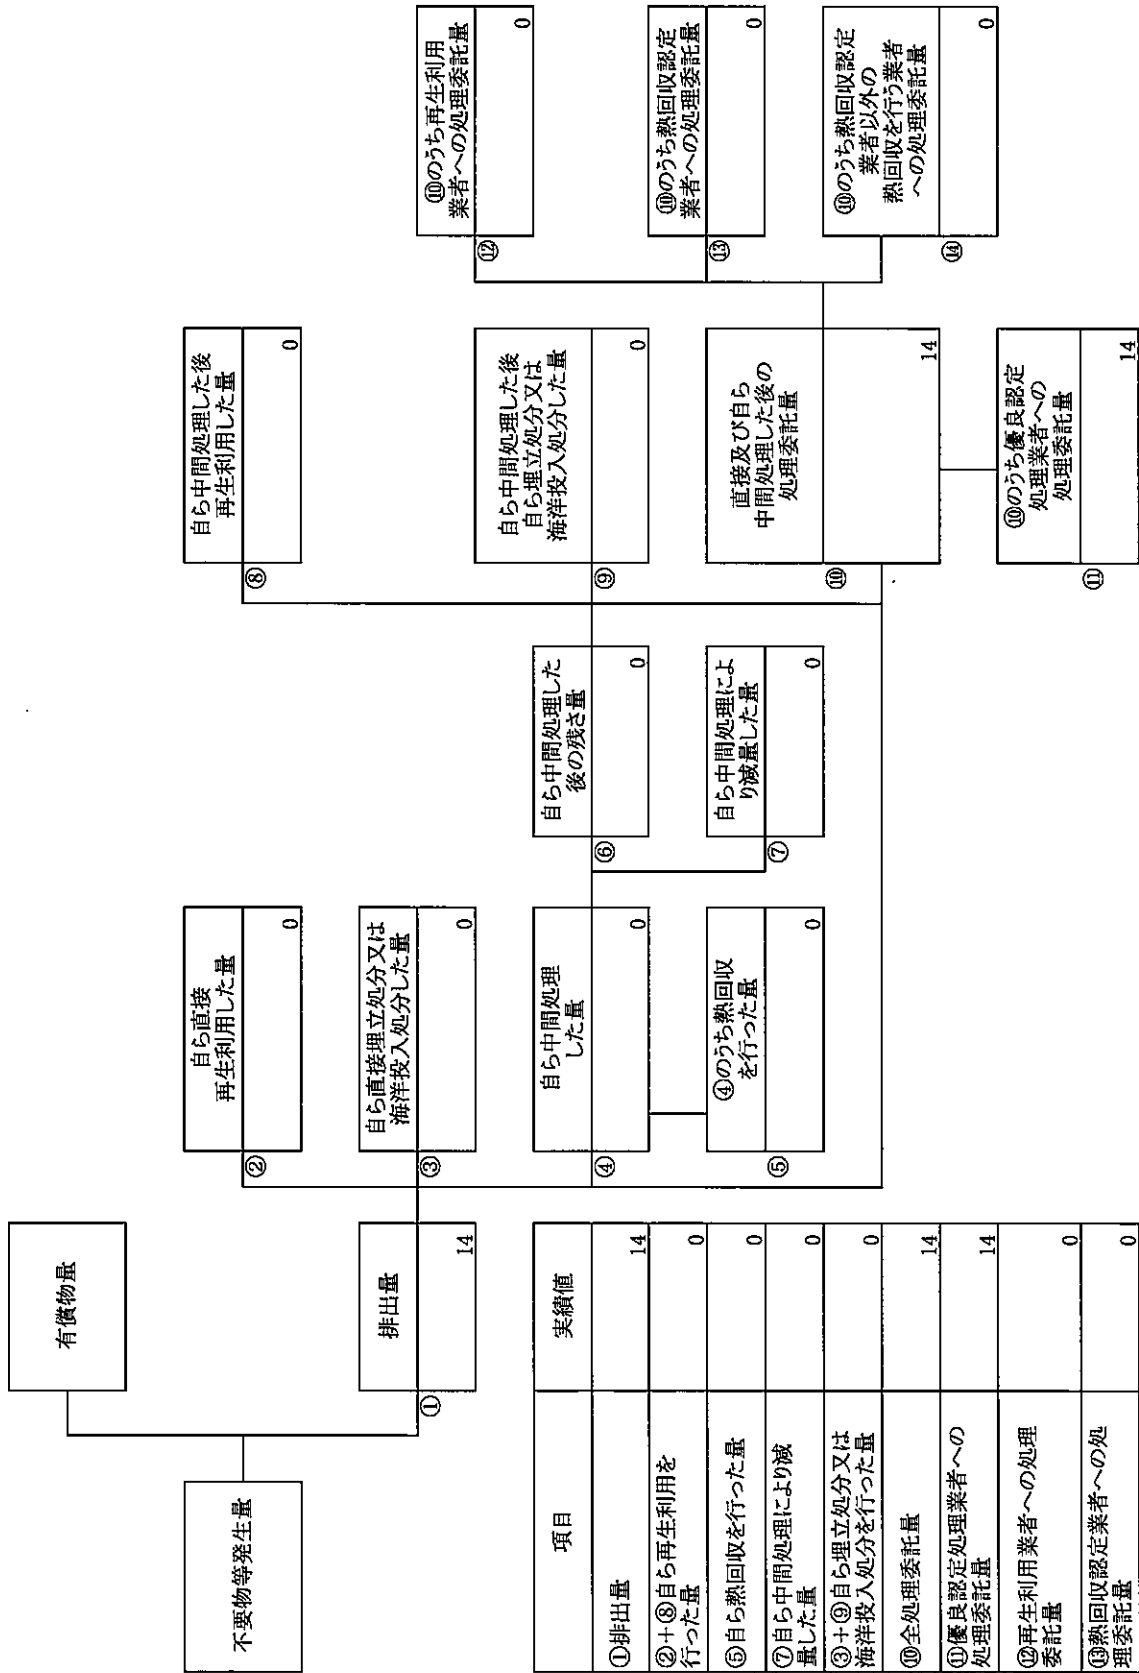 不要物等発生量
有償物量
排出量
①
14
自ら直接
再生利用した量
②
0
自ら直接埋立処分又は
海洋投入処分した量
③
0
自ら中間処理
した量
④
0
④のうち熱回収
を行った量
⑤
0
自ら中間処理した
後の残さ量
⑥
0
自ら中間処理によ
り減量した量
⑦
0
自ら中間処理した後
再生利用した量
⑧
0
自ら中間処理した後
自ら埋立処分又は
海洋投入処分した量
⑨
0
直接及び自ら
中間処理した後の
処理委託量
⑩
14
⑩のうち優良認定
処理業者への
処理委託量
⑪
14
⑩のうち再生利用
業者への処理委託量
⑫
0
⑩のうち熱回収認定
業者への処理委託量
⑬
0
⑩のうち熱回収認定
業者以外の
熱回収を行う業者
への処理委託量
⑭
0
項目 実績値
①排出量 14
②+⑧自ら再生利用を
行った量 0
⑤自ら熱回収を行った量 0
⑦自ら中間処理により減
量した量 0
③+⑨自ら埋立処分又は
海洋投入処分を行った量 0
⑩全処理委託量 14
⑪優良認定処理業者への
処理委託量 14
⑫再生利用業者への処理
委託量 0
⑬熱回収認定業者への処
理委託量 0